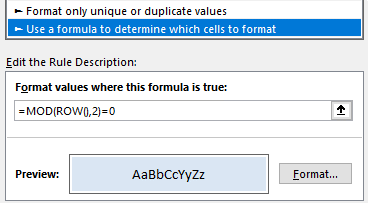 ► Format only unique or duplicate values
► Use a formula to determine which cells to format
Edit the Rule Description:
Format values where this formula is true:
=MOD(ROW(),2)=0
Preview: AaBbCcYyZz Format...